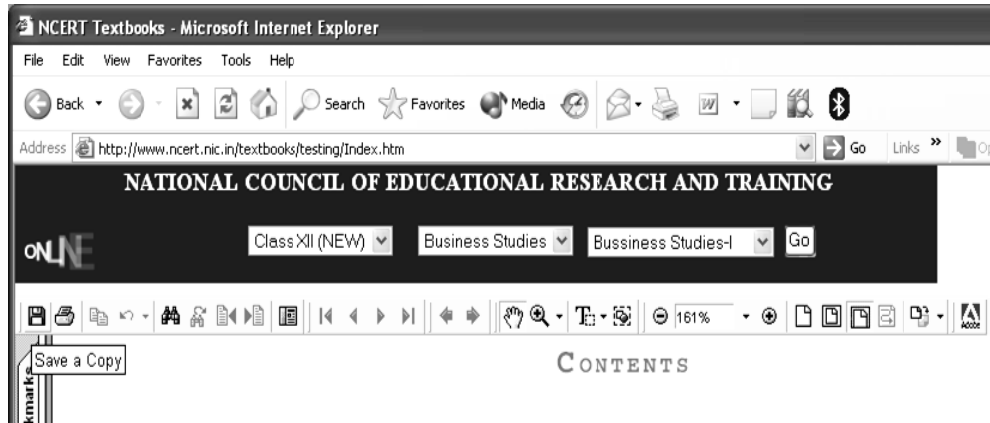 NCERT Textbooks - Microsoft Internet Explorer
File Edit View Favorites Tools Help
Back Search Favorites Media W
Address http://www.ncert.nic.in/textbooks/testing/Index.htm Go Links »
NATIONAL COUNCIL OF EDUCATIONAL RESEARCH AND TRAINING
ONLINE Class XII (NEW) Business Studies Bussiness Studies-I Go
161% Adobe
Save a Copy
CONTENTS